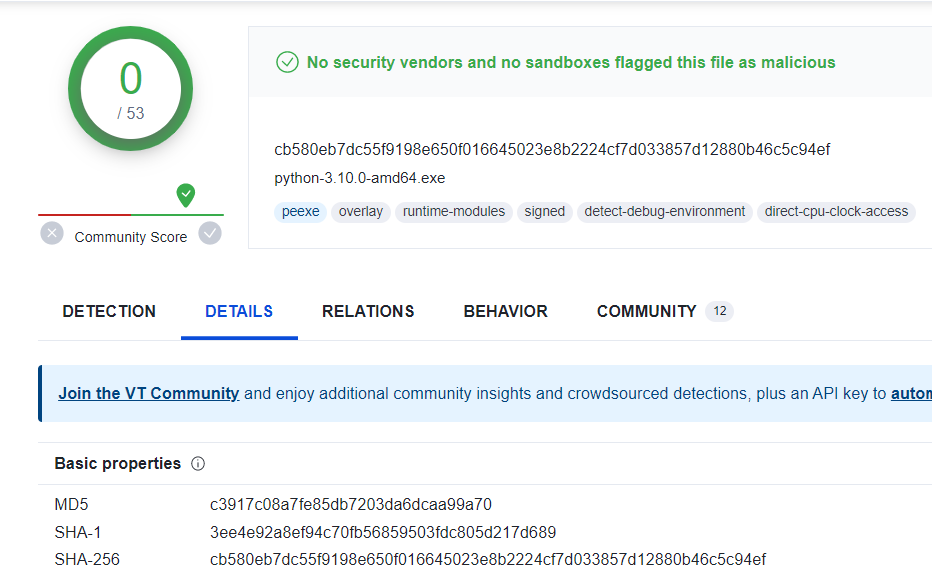 0
/ 53
Community Score
No security vendors and no sandboxes flagged this file as malicious
cb580eb7dc55f9198e650f016645023e8b2224cf7d033857d12880b46c5c94ef
python-3.10.0-amd64.exe
peexe overlay runtime-modules signed detect-debug-environment direct-cpu-clock-access
DETECTION DETAILS RELATIONS BEHAVIOR COMMUNITY 12
Join the VT Community and enjoy additional community insights and crowdsourced detections, plus an API key to autom
Basic properties
MD5 c3917c08a7fe85db7203da6dcaa99a70
SHA-1 3ee4e92a8ef94c70fb56859503fdc805d217d689
SHA-256 cb580eb7dc55f9198e650f016645023e8b2224cf7d033857d12880b46c5c94ef